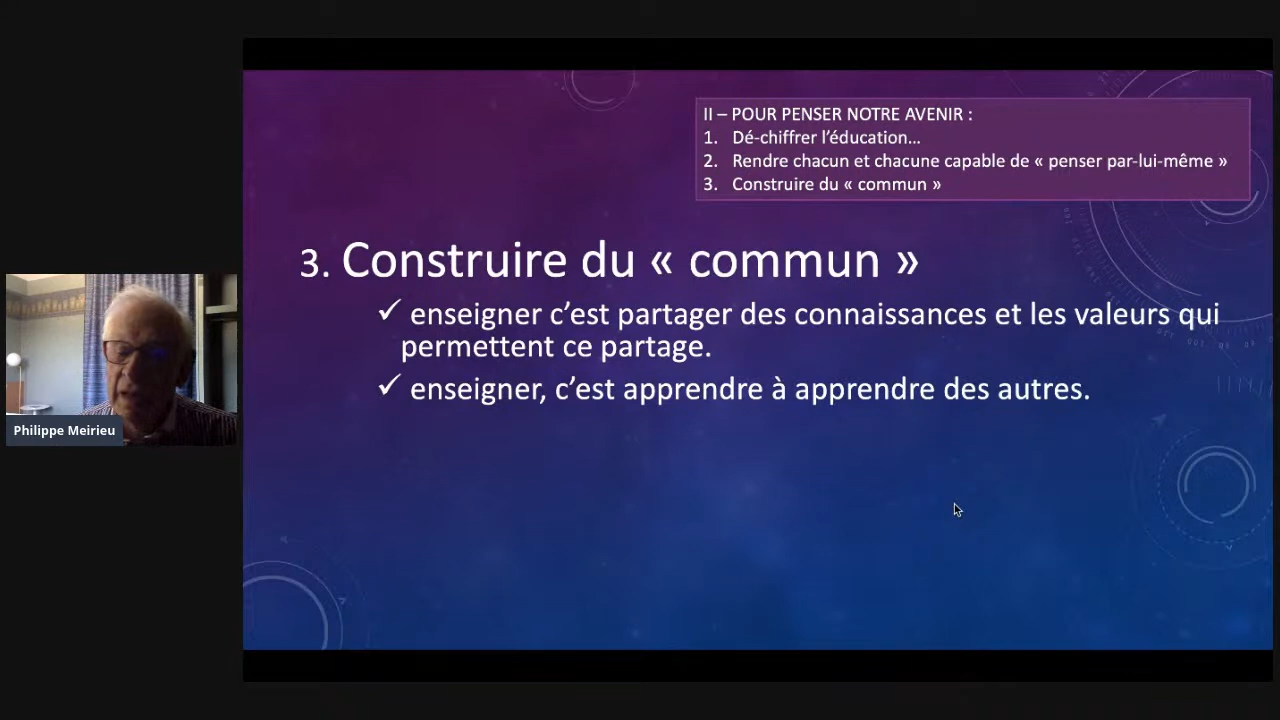 II – POUR PENSER NOTRE AVENIR :
1. Dé-chiffrer l’éducation…
2. Rendre chacun et chacune capable de « penser par-lui-même »
3. Construire du « commun »
3. Construire du « commun »
✓ enseigner c’est partager des connaissances et les valeurs qui
permettent ce partage.
✓ enseigner, c’est apprendre à apprendre des autres.
Philippe Meirieu